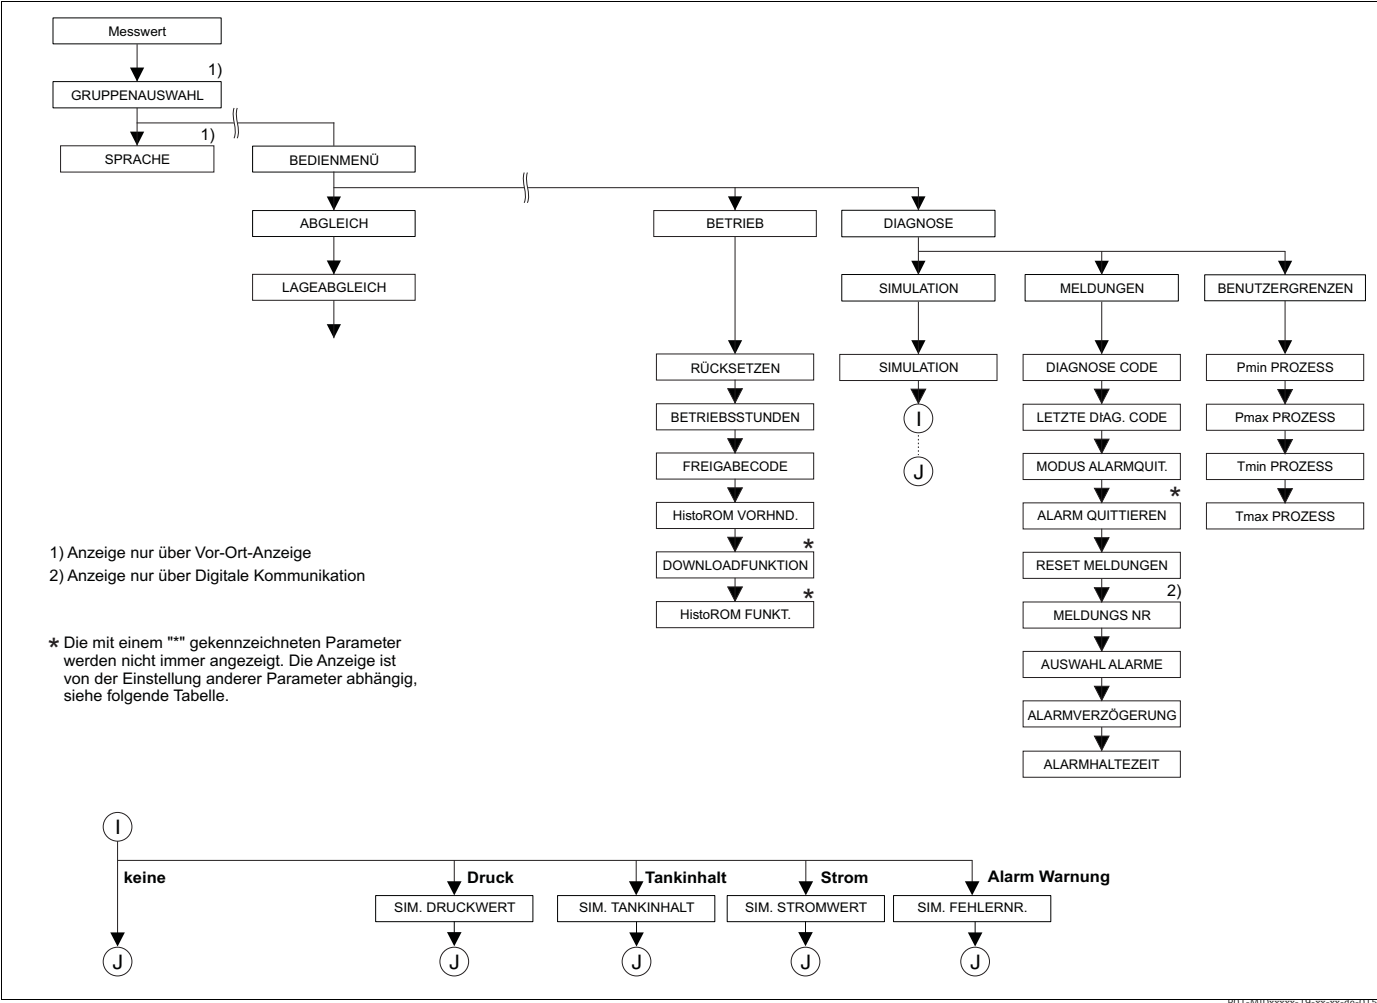 Messwert
1)
GRUPPENAUSWAHL
1)
SPRACHE
BEDIENMENÜ
ABGLEICH
BETRIEB
DIAGNOSE
LAGEABGLEICH
SIMULATION
MELDUNGEN
BENUTZERGRENZEN
RÜCKSETZEN
SIMULATION
DIAGNOSE CODE
Pmin PROZESS
BETRIEBSSTUNDEN
I
LETZTE DIAG. CODE
Pmax PROZESS
FREIGABECODE
J
MODUS ALARMQUIT.
Tmin PROZESS
*
HistoROM VORHND.
ALARM QUITTIEREN
Tmax PROZESS
*
DOWNLOADFUNKTION
RESET MELDUNGEN
*
2)
HistoROM FUNKT.
MELDUNGS NR
AUSWAHL ALARME
ALARMVERZÖGERUNG
ALARMHALTEZEIT
1) Anzeige nur über Vor-Ort-Anzeige
2) Anzeige nur über Digitale Kommunikation
* Die mit einem "*" gekennzeichneten Parameter
werden nicht immer angezeigt. Die Anzeige ist
von der Einstellung anderer Parameter abhängig,
siehe folgende Tabelle.
I
keine
Druck
Tankinhalt
Strom
Alarm Warnung
SIM. DRUCKWERT
SIM. TANKINHALT
SIM. STROMWERT
SIM. FEHLERNR.
J
J
J
J
J